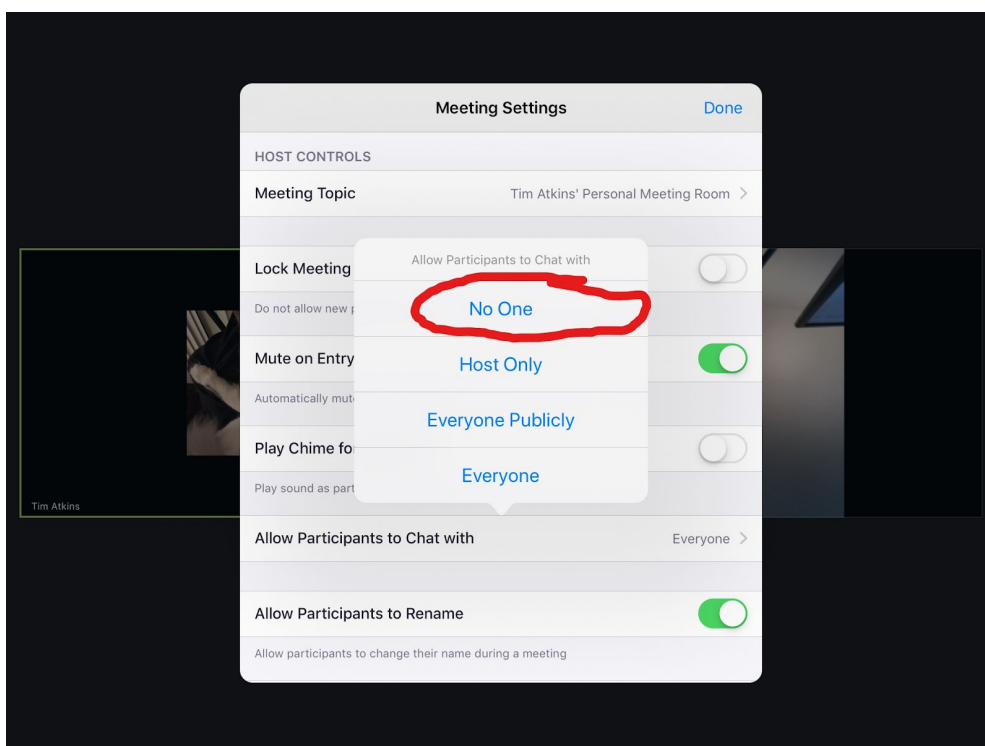 Meeting Settings Done
HOST CONTROLS
Meeting Topic Tim Atkins' Personal Meeting Room
Allow Participants to Chat with
Lock Meeting
No One
Do not allow new
Host Only
Mute on Entry
Automatically
Everyone Publicly
Play Chime
Everyone
Play sound as
Tim Atkins
Allow Participants to Chat with Everyone
Allow Participants to Rename
Allow participants to change their name during a meeting